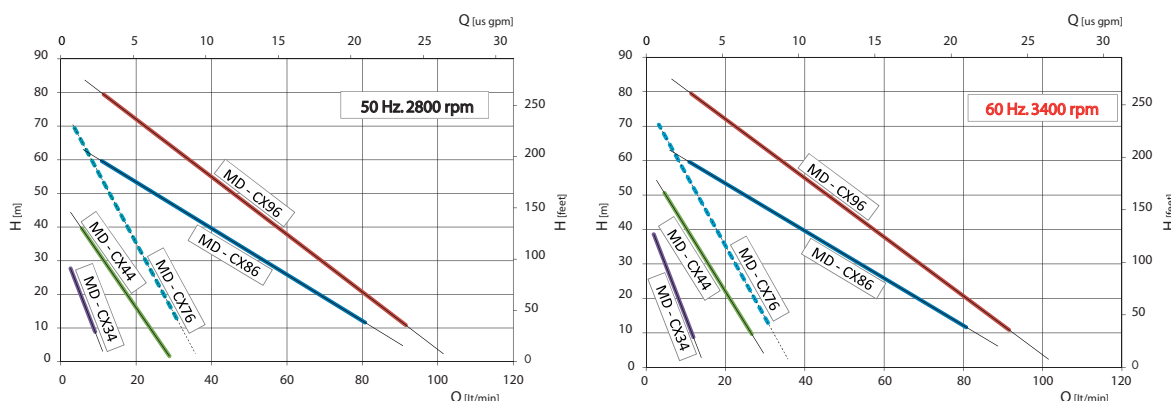 Q [us gpm]
0 5 10 15 20 25 30
90
80
70
60
50
40
30
20
10
0
H [m]
50 Hz. 2800 rpm
MD - CX96
MD - CX86
MD - CX76
MD - CX44
MD - CX34
250
200
150
100
50
0
H [feet]
0 20 40 60 80 100 120
Q [lt/min]
Q [us gpm]
0 5 10 15 20 25 30
90
80
70
60
50
40
30
20
10
0
H [m]
60 Hz. 3400 rpm
MD - CX96
MD - CX86
MD - CX76
MD - CX44
MD - CX34
250
200
150
100
50
0
H [feet]
0 20 40 60 80 100 120
Q [lt/min]